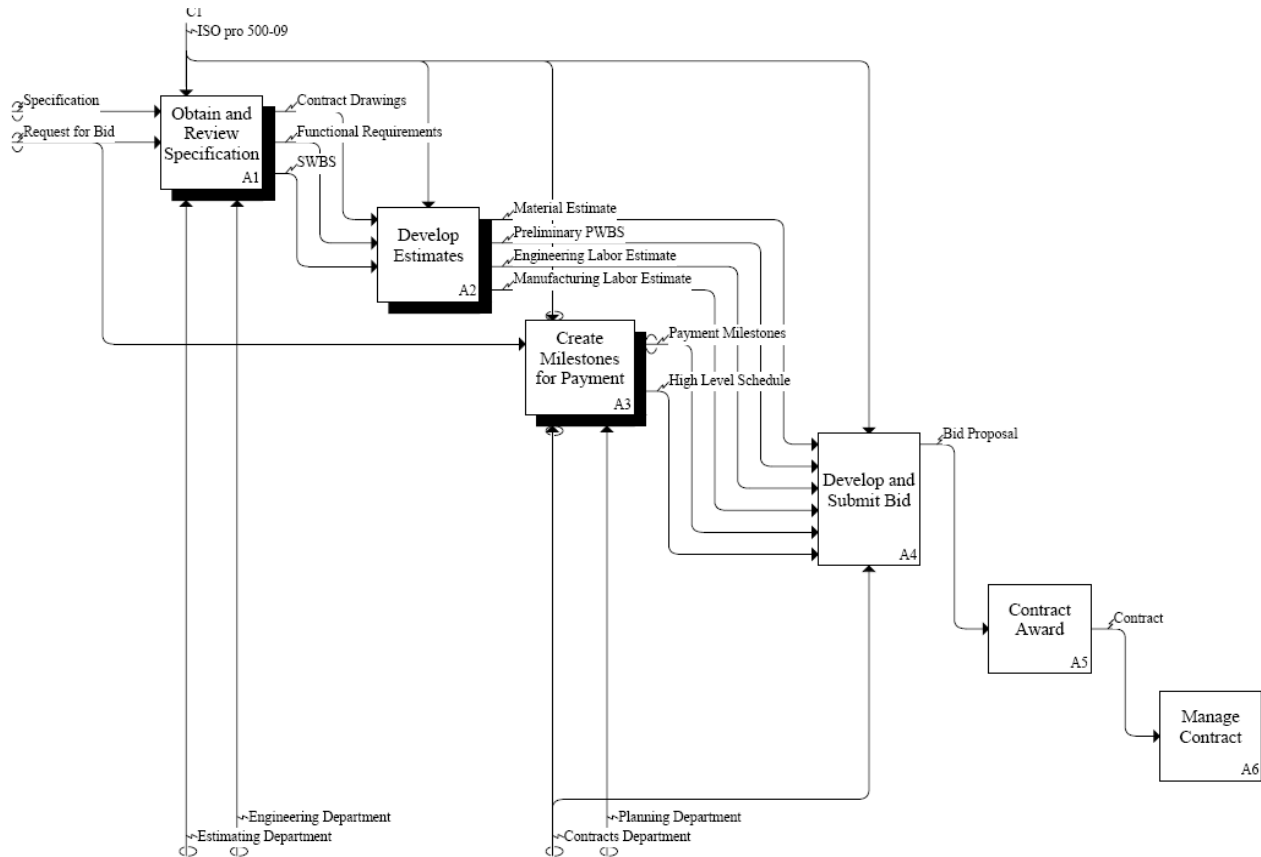 C1
ISO pro 500-09
Specification
Request for Bid
Obtain and
Review
Specification
A1
Contract Drawings
Functional Requirements
SWBS
Develop
Estimates
A2
Material Estimate
Preliminary PWBS
Engineering Labor Estimate
Manufacturing Labor Estimate
Create
Milestones
for Payment
A3
Payment Milestones
High Level Schedule
Develop and
Submit Bid
A4
Bid Proposal
Contract
Award
A5
Contract
Manage
Contract
A6
Engineering Department
Estimating Department
Planning Department
Contracts Department